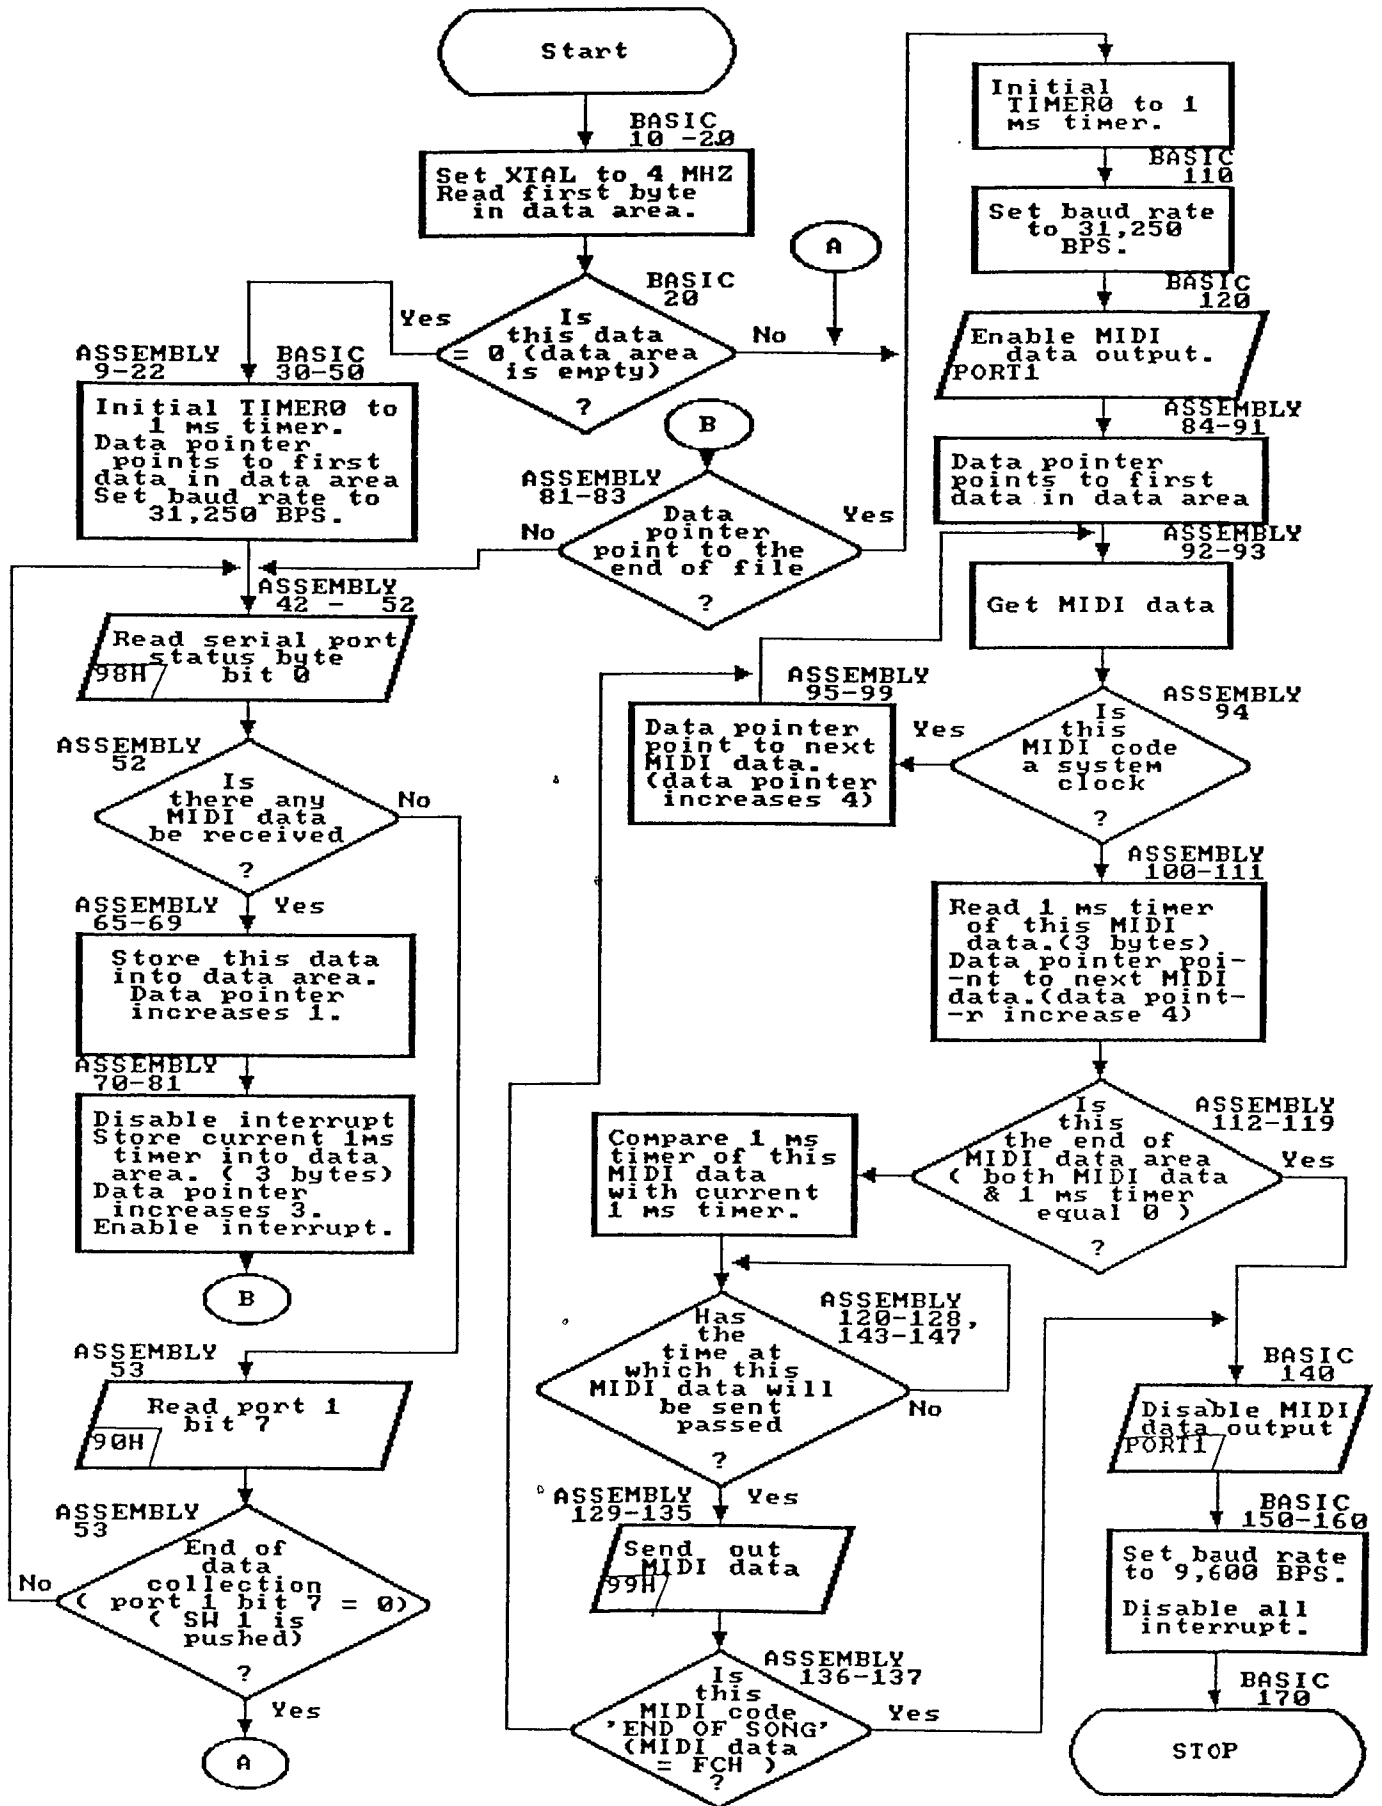 Start
BASIC
10 -20
Set XTAL to 4 MHZ
Read first byte
in data area.
BASIC
20
Is
this data
= 0 (data area
is empty)
?
Yes
No
A
ASSEMBLY
9-22
BASIC
30-50
Initial TIMER0 to
1 ms timer.
Data pointer
points to first
data in data area
Set baud rate to
31,250 BPS.
B
ASSEMBLY
81-83
Data
pointer
point to the
end of file
?
No
Yes
ASSEMBLY
42 - 52
Read serial port
status byte
bit 0
98H
ASSEMBLY
52
Is
there any
MIDI data
be received
?
No
Yes
ASSEMBLY
65-69
Store this data
into data area.
Data pointer
increases 1.
ASSEMBLY
70-81
Disable interrupt
Store current 1ms
timer into data
area. ( 3 bytes)
Data pointer
increases 3.
Enable interrupt.
B
ASSEMBLY
53
Read port 1
bit 7
90H
ASSEMBLY
53
End of
data
collection
( port 1 bit 7 = 0)
( SW 1 is
pushed)
?
No
Yes
A
Initial
TIMER0 to 1
ms timer.
BASIC
110
Set baud rate
to 31,250
BPS.
BASIC
120
Enable MIDI
data output.
PORT1
ASSEMBLY
84-91
Data pointer
points to first
data in data area
ASSEMBLY
92-93
Get MIDI data
ASSEMBLY
94
Is
this
MIDI code
a system
clock
?
Yes
ASSEMBLY
95-99
Data pointer
point to next
MIDI data.
(data pointer
increases 4)
ASSEMBLY
100-111
Read 1 ms timer
of this MIDI
data.(3 bytes)
Data pointer poi-
-nt to next MIDI
data.(data point-
-r increase 4)
ASSEMBLY
112-119
Is
this
the end of
MIDI data area
( both MIDI data
& 1 ms timer
equal 0 )
?
Yes
Compare 1 ms
timer of this
MIDI data
with current
1 ms timer.
ASSEMBLY
120-128,
143-147
Has
the
time at
which this
MIDI data will
be sent
passed
?
No
Yes
ASSEMBLY
129-135
Send out
MIDI data
99H
ASSEMBLY
136-137
Is
this
MIDI code
'END OF SONG'
(MIDI data
= FCH )
?
Yes
BASIC
140
Disable MIDI
data output
PORT1
BASIC
150-160
Set baud rate
to 9,600 BPS.
Disable all
interrupt.
BASIC
170
STOP